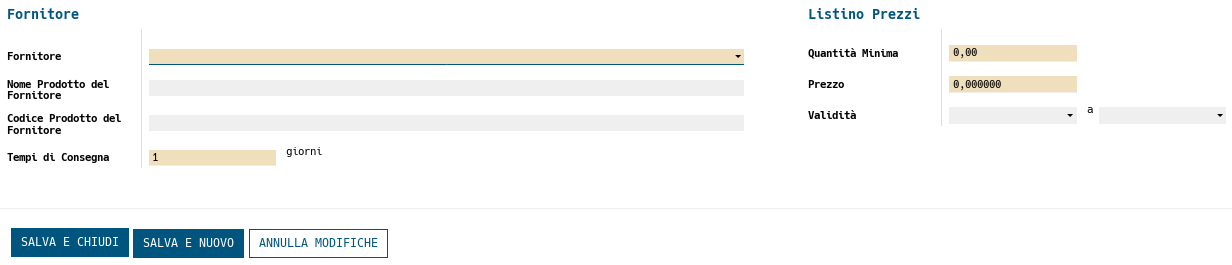 Fornitore
Fornitore
Nome Prodotto del
Fornitore
Codice Prodotto del
Fornitore
Tempi di Consegna
1
giorni
Listino Prezzi
Quantità Minima
0,00
Prezzo
0,000000
Validità
a
SALVA E CHIUDI
SALVA E NUOVO
ANNULLA MODIFICHE